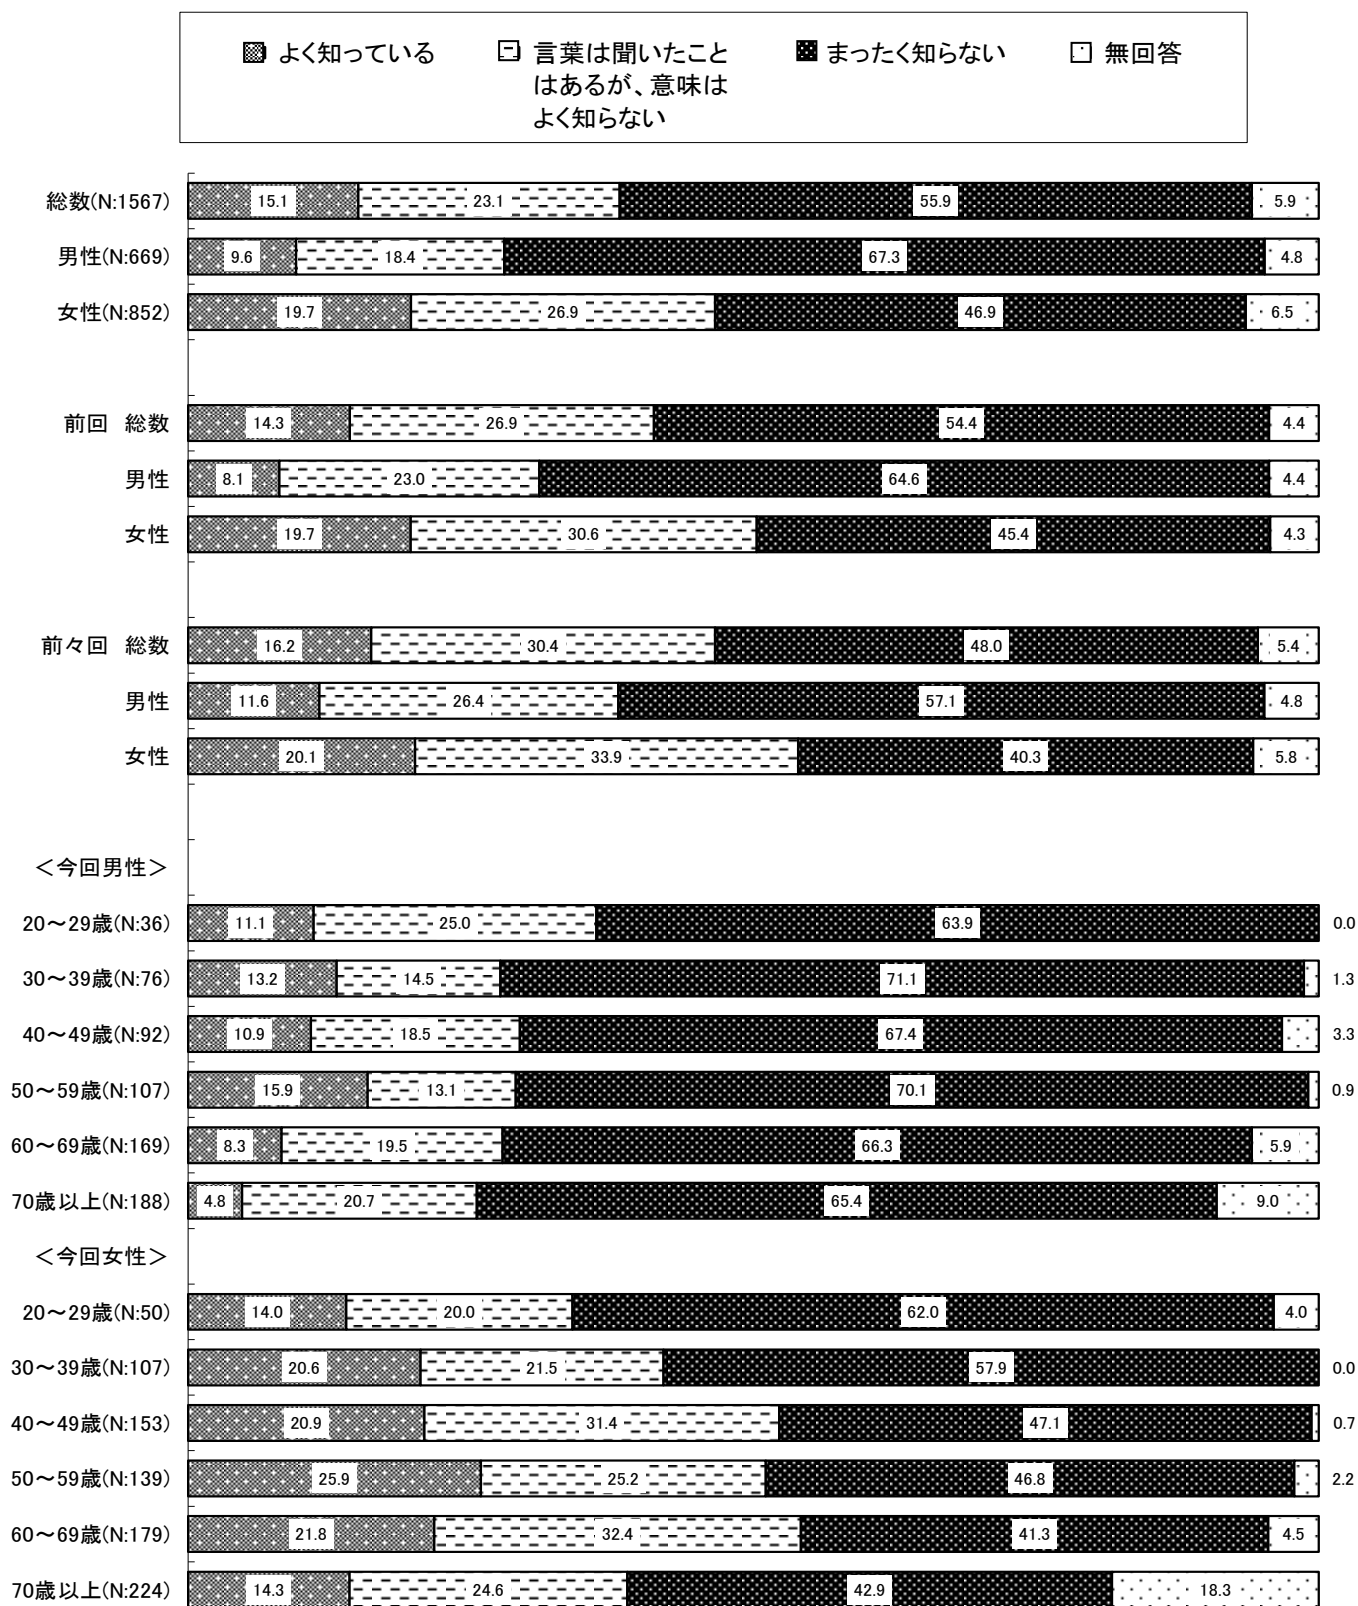 よく知っている
言葉は聞いたこと
はあるが、意味は
よく知らない
まったく知らない
無回答
総数(N:1567) 15.1 23.1 55.9 5.9
男性(N:669) 9.6 18.4 67.3 4.8
女性(N:852) 19.7 26.9 46.9 6.5
前回 総数 14.3 26.9 54.4 4.4
男性 8.1 23.0 64.6 4.4
女性 19.7 30.6 45.4 4.3
前々回 総数 16.2 30.4 48.0 5.4
男性 11.6 26.4 57.1 4.8
女性 20.1 33.9 40.3 5.8
＜今回男性＞
20～29歳(N:36) 11.1 25.0 63.9 0.0
30～39歳(N:76) 13.2 14.5 71.1 1.3
40～49歳(N:92) 10.9 18.5 67.4 3.3
50～59歳(N:107) 15.9 13.1 70.1 0.9
60～69歳(N:169) 8.3 19.5 66.3 5.9
70歳以上(N:188) 4.8 20.7 65.4 9.0
＜今回女性＞
20～29歳(N:50) 14.0 20.0 62.0 4.0
30～39歳(N:107) 20.6 21.5 57.9 0.0
40～49歳(N:153) 20.9 31.4 47.1 0.7
50～59歳(N:139) 25.9 25.2 46.8 2.2
60～69歳(N:179) 21.8 32.4 41.3 4.5
70歳以上(N:224) 14.3 24.6 42.9 18.3